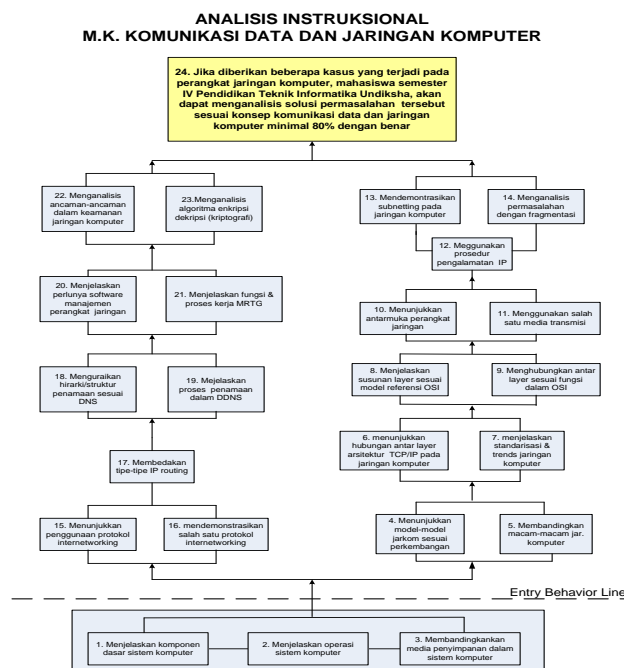 ANALISIS INSTRUKSIONAL
M.K. KOMUNIKASI DATA DAN JARINGAN KOMPUTER
24. Jika diberikan beberapa kasus yang terjadi pada
perangkat jaringan komputer, mahasiswa semester
IV Pendidikan Teknik Informatika Undiksha, akan
dapat menganalisis solusi permasalahan tersebut
sesuai konsep komunikasi data dan jaringan
komputer minimal 80% dengan benar
22. Menganalisis
ancaman-ancaman
dalam keamanan
jaringan komputer
23.Menganalisis
algoritma enkripsi
dekripsi (kriptografi)
13. Mendemontrasikan
subnetting pada
jaringan komputer
14. Menganalisis
permasalahan
dengan fragmentasi
12. Meggunakan
prosedur
pengalamatan IP
20. Menjelaskan
perlunya software
manajemen
perangkat jaringan
21. Menjelaskan fungsi &
proses kerja MRTG
10. Menunjukkan
antarmuka perangkat
jaringan
11. Menggunakan salah
satu media transmisi
18. Menguraikan
hirarki/struktur
penamaan sesuai
DNS
19. Mejelaskan
proses penamaan
dalam DDNS
8. Menjelaskan
susunan layer sesuai
model referensi OSI
9. Menghubungkan antar
layer sesuai fungsi
dalam OSI
6. menunjukkan
hubungan antar layer
arsitektur TCP/IP pada
jaringan komputer
7. menjelaskan
standarisasi &
trends jaringan
komputer
17. Membedakan
tipe-tipe IP routing
15. Menunjukkan
penggunaan protokol
internetworking
16. mendemonstrasikan
salah satu protokol
internetworking
4. Menunjukkan
model-model
jarkom sesuai
perkembangan
5. Membandingkan
macam-macam jar.
komputer
Entry Behavior Line
1. Menjelaskan komponen
dasar sistem komputer
2. Menjelaskan operasi
sistem komputer
3. Membandingkankan
media penyimpanan dalam
sistem komputer